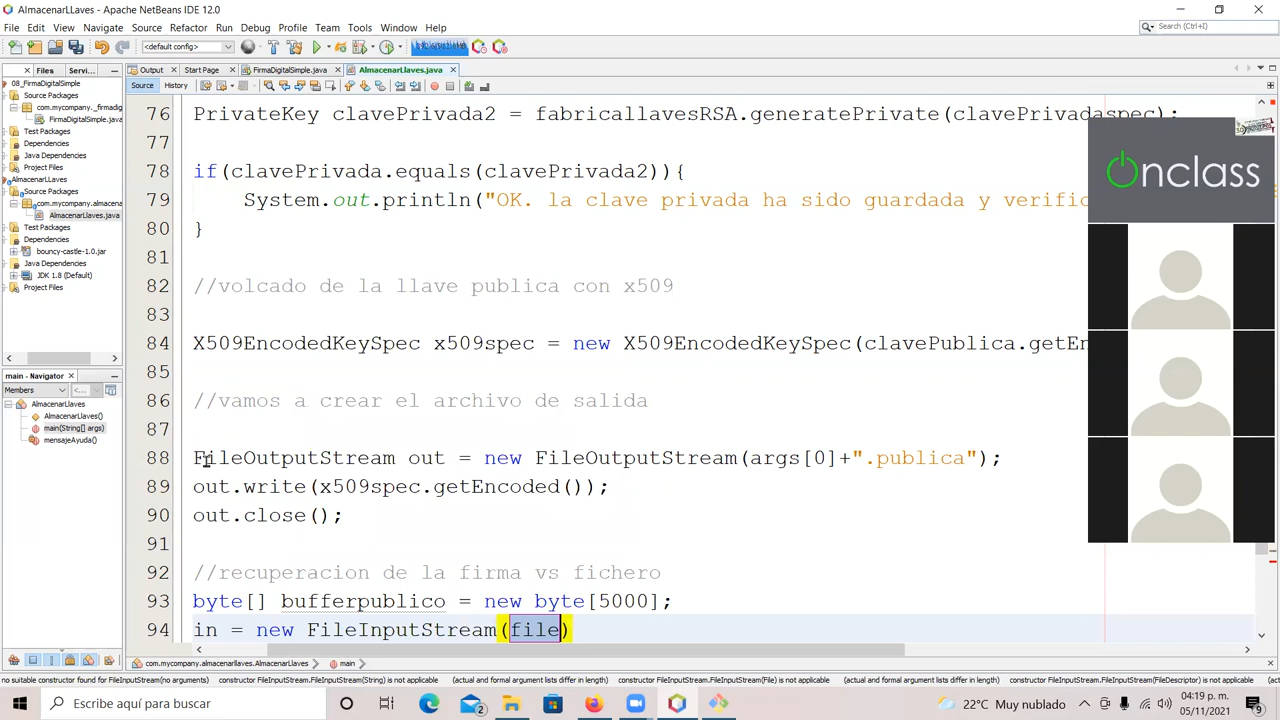 AlmacenarLLaves - Apache NetBeans IDE 12.0
File Edit View Navigate Source Refactor Run Debug Profile Team Tools Window Help
Search (Ctrl+I)
<default config>
Files Servi...
Output Start Page FirmaDigitalSimple.java AlmacenarLlaves.java
Source History
08_FirmaDigitalSimple
Source Packages
com.mycompany._firmadig
FirmaDigitalSimple.java
Test Packages
Dependencies
Java Dependencies
Project Files
AlmacenarLLaves
Source Packages
com.mycompany.almacena
AlmacenarLlaves.java
Test Packages
Dependencies
bouncy-castle-1.0.jar
Java Dependencies
JDK 1.8 (Default)
Project Files
main - Navigator
Members
<...
AlmacenarLlaves
AlmacenarLlaves()
main(String[] args)
mensajeAyuda()
76 PrivateKey clavePrivada2 = fabricallavesRSA.generatePrivate(clavePrivadaspec);
77
78 if(clavePrivada.equals(clavePrivada2)){
79 System.out.println("OK. la clave privada ha sido guardada y verific
80 }
81
82 //volcado de la llave publica con x509
83
84 X509EncodedKeySpec x509spec = new X509EncodedKeySpec(clavePublica.getEn
85
86 //vamos a crear el archivo de salida
87
88 FileOutputStream out = new FileOutputStream(args[0]+".publica");
89 out.write(x509spec.getEncoded());
90 out.close();
91
92 //recuperacion de la firma vs fichero
93 byte[] bufferpublico = new byte[5000];
94 in = new FileInputStream(file)
Onclass
com.mycompany.almacenarllaves.AlmacenarLlaves main
no suitable constructor found for FileInputStream(no arguments) constructor FileInputStream.FileInputStream(String) is not applicable (actual and formal argument lists differ in length) constructor FileInputStream.FileInputStream(File) is not applicable (actual and formal argument lists differ in length) constructor FileInputStream.FileInputStream(FileDescriptor) is not applicable (actual and for
Escribe aquí para buscar
2
22°C Muy nublado
04:19 p. m.
05/11/2021
9